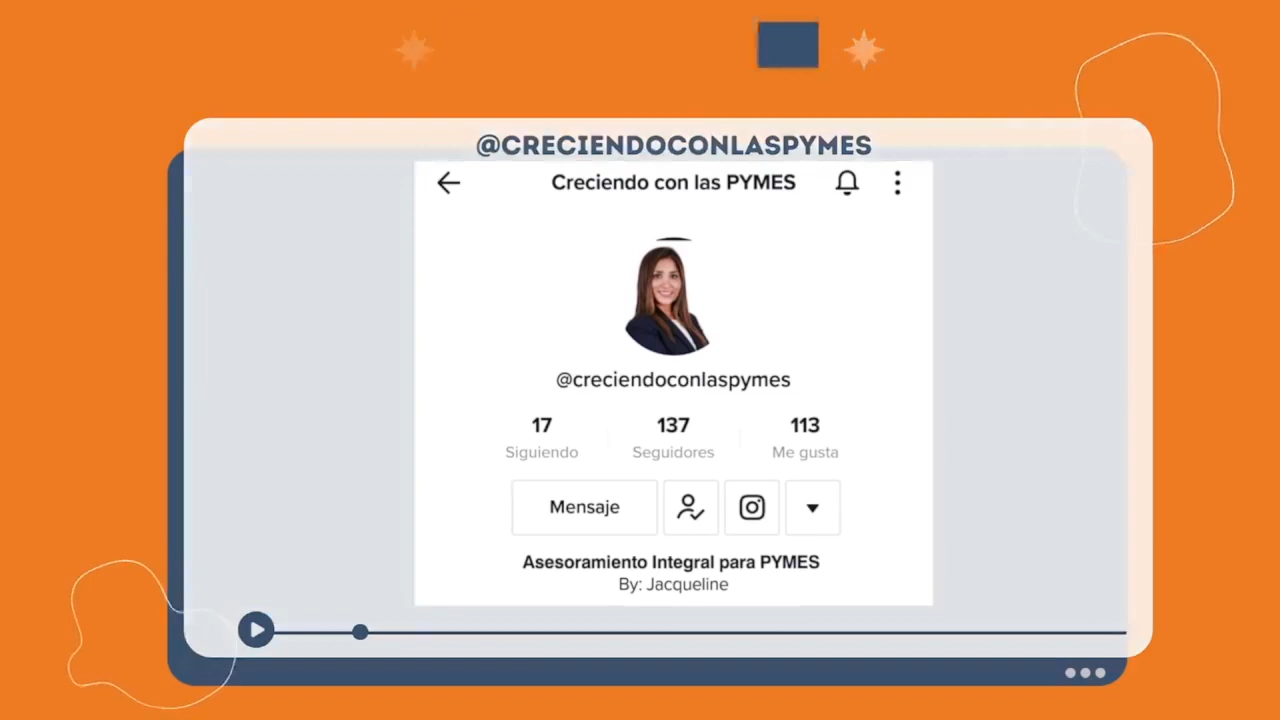 @CRECIENDOCONLASPYMES
Creciendo con las PYMES
@creciendoconlaspymes
17 137 113
Siguiendo Seguidores Me gusta
Mensaje
Asesoramiento Integral para PYMES
By: Jacqueline